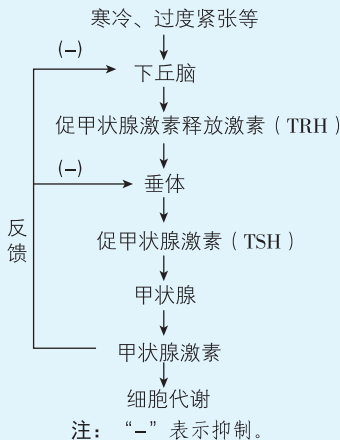 寒冷、过度紧张等
(-)
下丘脑
促甲状腺激素释放激素(TRH)
(-)
垂体
反馈
促甲状腺激素(TSH)
甲状腺
甲状腺激素
细胞代谢
注: “-”表示抑制。